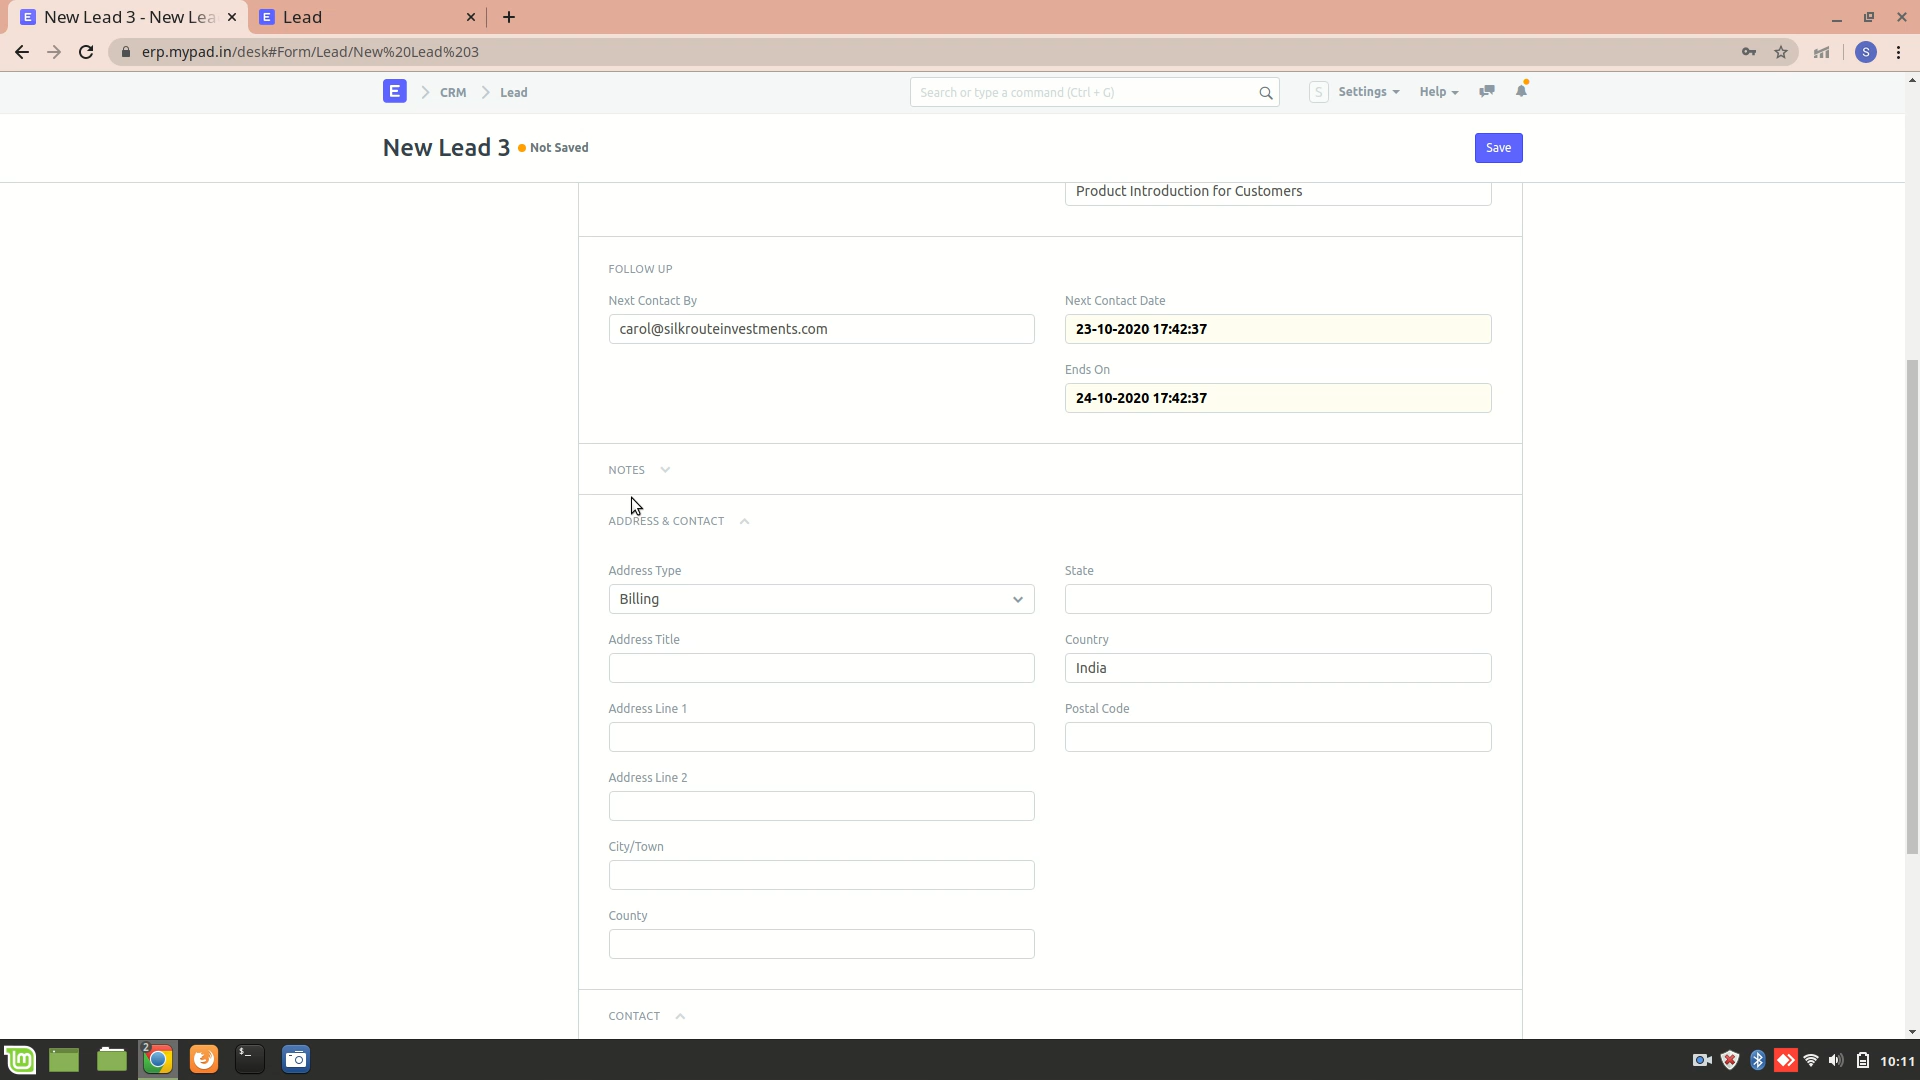 New Lead 3 - New Lea
Lead
erp.mypad.in/desk#Form/Lead/New%20Lead%203
S
E
CRM
Lead
Search or type a command (Ctrl + G)
S
Settings
Help
New Lead 3
Not Saved
Save
Product Introduction for Customers
FOLLOW UP
Next Contact By
Next Contact Date
carol@silkrouteinvestments.com
23-10-2020 17:42:37
Ends On
24-10-2020 17:42:37
NOTES
ADDRESS & CONTACT
Address Type
State
Billing
Address Title
Country
India
Address Line 1
Postal Code
Address Line 2
City/Town
County
CONTACT
2
10:11